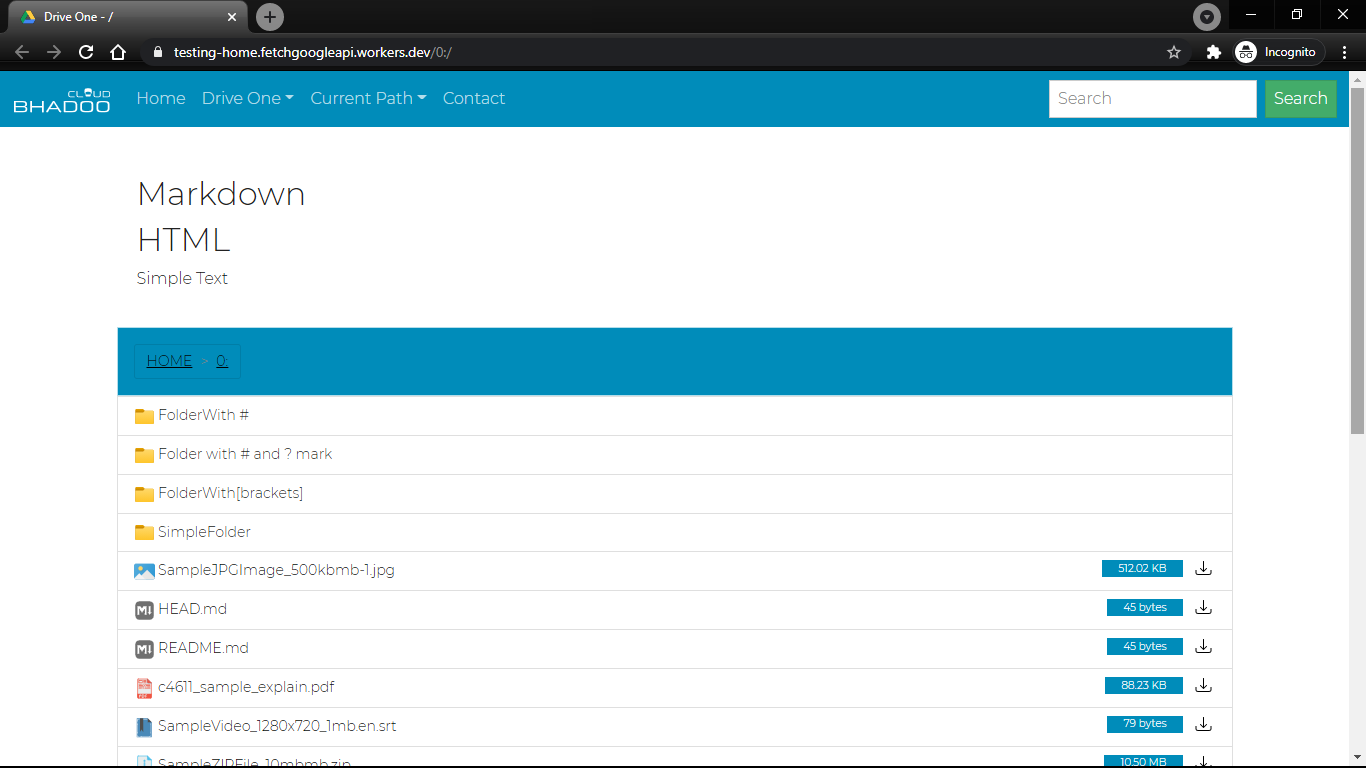 Drive One - /
testing-home.fetchgoogleapi.workers.dev/0:/
Incognito
CLOUD
BHADOO
Home
Drive One
Current Path
Contact
Search
Search
Markdown
HTML
Simple Text
HOME > 0:
FolderWith #
Folder with # and ? mark
FolderWith[brackets]
SimpleFolder
SampleJPGImage_500kbmb-1.jpg 512.02 KB
HEAD.md 45 bytes
README.md 45 bytes
c4611_sample_explain.pdf 88.23 KB
SampleVideo_1280x720_1mb.en.srt 79 bytes
SampleZIPFile_10mbmb.zip 10.50 MB